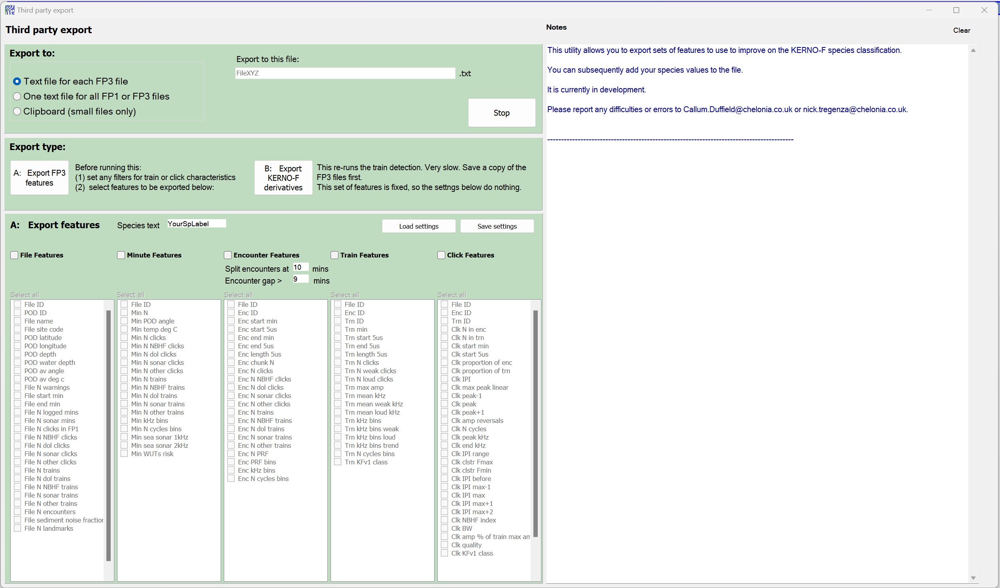 Third party export
Third party export
Export to:
Text file for each FP3 file
One text file for all FP1 or FP3 files
Clipboard (small files only)
Export to this file:
FileXYZ
.txt
Stop
Export type:
A: Export FP3
features
Before running this:
(1) set any filters for train or click characteristics
(2) select features to be exported below:
B: Export
KERNO-F
derivatives
This re-runs the train detection. Very slow. Save a copy of the
FP3 files first.
This set of features is fixed, so the settngs below do nothing.
A: Export features
Species text
YourSpLabel
Load settings
Save settings
File Features
Select all
File ID
POD ID
File name
File site code
POD latitude
POD longitude
POD depth
POD water depth
POD av angle
POD av deg c
File N warnings
File start min
File end min
File N logged mins
File N sonar mins
File N clicks in FP1
File N NBHF clicks
File N dol clicks
File N sonar clicks
File N other clicks
File N trains
File N dol trains
File N NBHF trains
File N sonar trains
File N other trains
File N encounters
File sediment noise fraction
File N landmarks
Minute Features
Select all
File ID
Min N
Min POD angle
Min temp deg C
Min N clicks
Min N NBHF clicks
Min N dol clicks
Min N sonar clicks
Min N other clicks
Min N trains
Min N NBHF trains
Min N dol trains
Min N sonar trains
Min N other trains
Min kHz bins
Min N cycles bins
Min sea sonar 1kHz
Min sea sonar 2kHz
Min WUTs risk
Encounter Features
Split encounters at 10 mins
Encounter gap > 9 mins
Select all
File ID
Enc ID
Enc start min
Enc start 5us
Enc end min
Enc end 5us
Enc length 5us
Enc chunk N
Enc N clicks
Enc N NBHF clicks
Enc N dol clicks
Enc N sonar clicks
Enc N other clicks
Enc N trains
Enc N NBHF trains
Enc N dol trains
Enc N sonar trains
Enc N other trains
Enc N PRF
Enc PRF bins
Enc kHz bins
Enc N cycles bins
Train Features
Select all
File ID
Enc ID
Trn ID
Trn min
Trn start 5us
Trn end 5us
Trn length 5us
Trn N clicks
Trn N weak clicks
Trn N loud clicks
Trn max amp
Trn mean kHz
Trn mean weak kHz
Trn mean loud kHz
Trn kHz bins
Trn kHz bins weak
Trn kHz bins loud
Trn kHz bins trend
Trn N cycles bins
Trn KFv1 class
Click Features
Select all
File ID
Enc ID
Trn ID
Clk N in enc
Clk N in trn
Clk start min
Clk start 5us
Clk proportion of enc
Clk proportion of trn
Clk IPI
Clk max peak linear
Clk peak-1
Clk peak
Clk peak+1
Clk amp reversals
Clk N cycles
Clk peak kHz
Clk end kHz
Clk IPI range
Clk clstr Fmax
Clk clstr Fmin
Clk IPI before
Clk IPI max-1
Clk IPI max
Clk IPI max+1
Clk IPI max+2
Clk NBHF index
Clk BW
Clk amp % of train max am
Clk quality
Clk KFv1 class
Notes
Clear
This utility allows you to export sets of features to use to improve on the KERNO-F species classification.
You can subsequently add your species values to the file.
It is currently in development.
Please report any difficulties or errors to Callum.Duffield@chelonia.co.uk or nick.tregenza@chelonia.co.uk.
-----------------------------------------------------------------------------------------